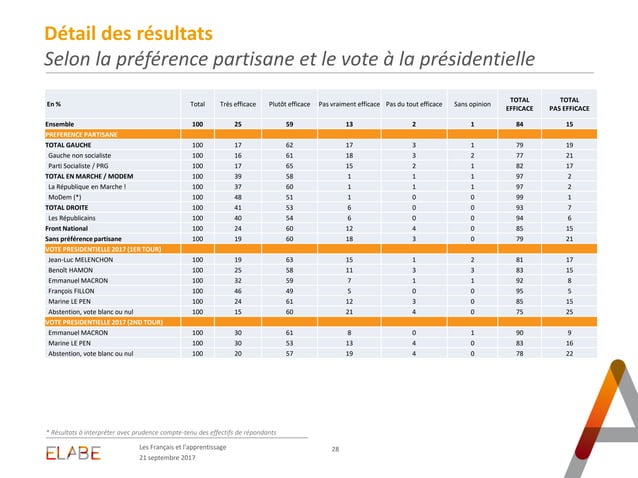 Détail des résultats
Selon la préférence partisane et le vote à la présidentielle
En % Total Très efficace Plutôt efficace Pas vraiment efficace Pas du tout efficace Sans opinion TOTAL EFFICACE TOTAL PAS EFFICACE
Ensemble 100 25 59 13 2 1 84 15
PREFERENCE PARTISANE
TOTAL GAUCHE 100 17 62 17 3 1 79 19
Gauche non socialiste 100 16 61 18 3 2 77 21
Parti Socialiste / PRG 100 17 65 15 2 1 82 17
TOTAL EN MARCHE / MODEM 100 39 58 1 1 1 97 2
La République en Marche ! 100 37 60 1 1 1 97 2
MoDem (*) 100 48 51 1 0 0 99 1
TOTAL DROITE 100 41 53 6 0 0 93 7
Les Républicains 100 40 54 6 0 0 94 6
Front National 100 24 60 12 4 0 85 15
Sans préférence partisane 100 19 60 18 3 0 79 21
VOTE PRESIDENTIELLE 2017 (1ER TOUR)
Jean-Luc MELENCHON 100 19 63 15 1 2 81 17
Benoît HAMON 100 25 58 11 3 3 83 15
Emmanuel MACRON 100 32 59 7 1 1 92 8
François FILLON 100 46 49 5 0 0 95 5
Marine LE PEN 100 24 61 12 3 0 85 15
Abstention, vote blanc ou nul 100 15 60 21 4 0 75 25
VOTE PRESIDENTIELLE 2017 (2ND TOUR)
Emmanuel MACRON 100 30 61 8 0 1 90 9
Marine LE PEN 100 30 53 13 4 0 83 16
Abstention, vote blanc ou nul 100 20 57 19 4 0 78 22
* Résultats à interpréter avec prudence compte-tenu des effectifs de répondants
ELABE
Les Français et l'apprentissage
21 septembre 2017
28